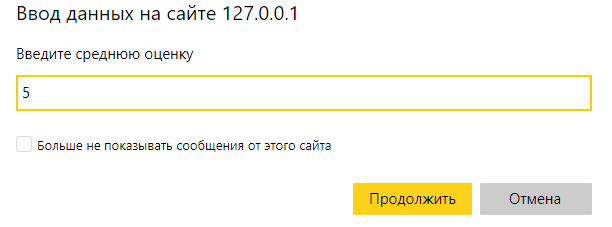 Ввод данных на сайте 127.0.0.1
Введите среднюю оценку
5
Больше не показывать сообщения от этого сайта
Продолжить Отмена